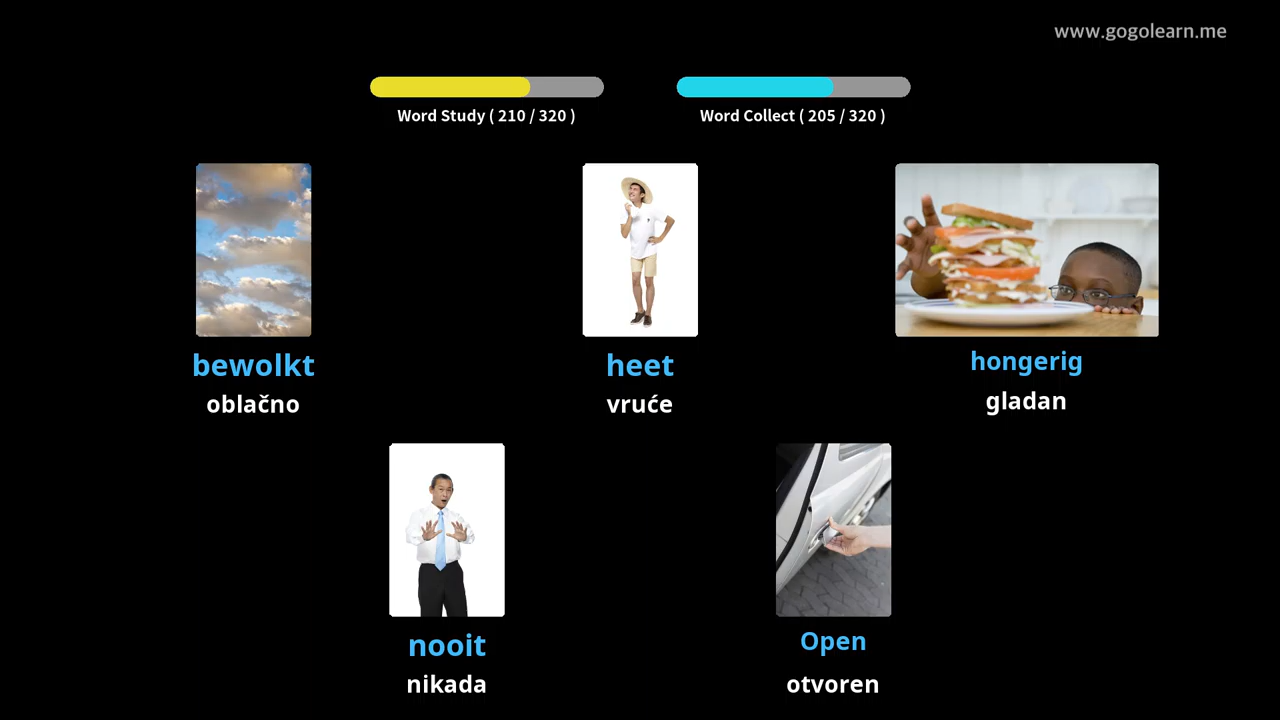 www.gogolearn.me
Word Study ( 210 / 320 )
Word Collect ( 205 / 320 )
bewolkt
oblačno
heet
vruće
hongerig
gladan
nooit
nikada
Open
otvoren